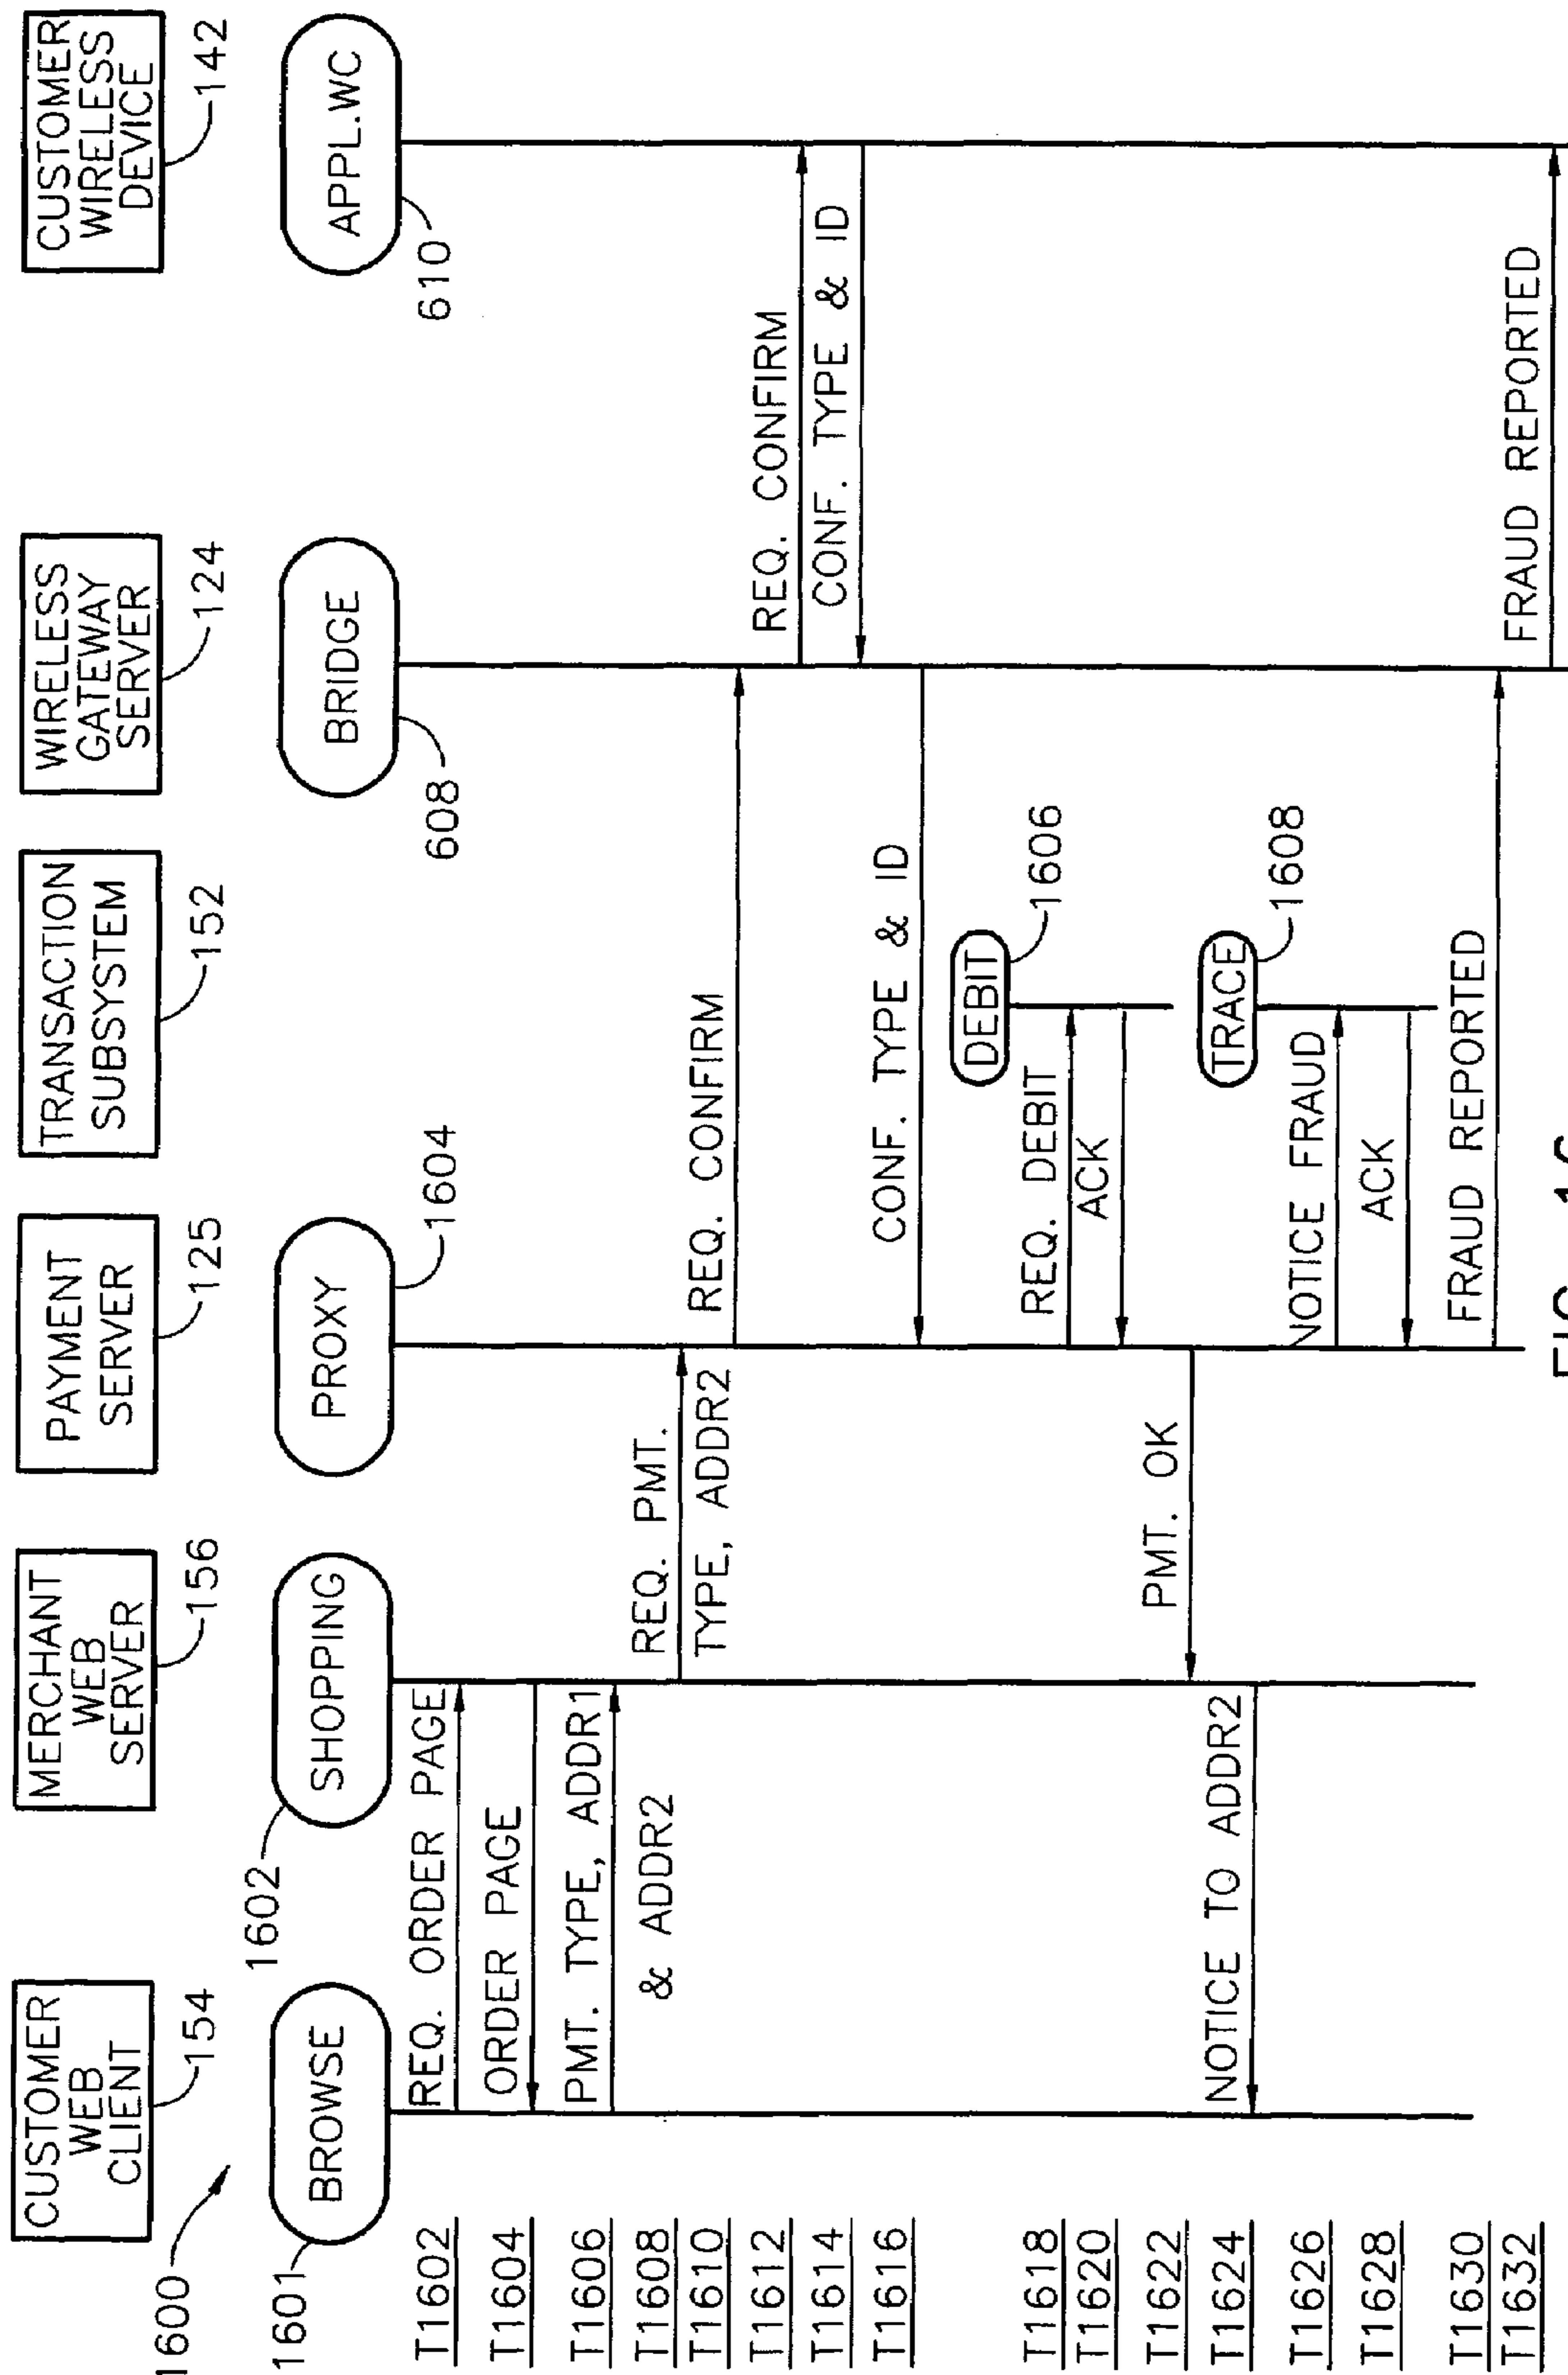 CUSTOMER
WEB
CLIENT
154
MERCHANT
WEB
SERVER
156
PAYMENT
SERVER
125
TRANSACTION
SUBSYSTEM
152
WIRELESS
GATEWAY
SERVER
124
CUSTOMER
WIRELESS
DEVICE
142
1600
1601
BROWSE
1602
SHOPPING
PROXY
1604
BRIDGE
608
APPL.WC
610
T1602
REQ. ORDER PAGE
T1604
ORDER PAGE
T1606
PMT. TYPE, ADDR1
& ADDR2
T1608
REQ. PMT.
TYPE, ADDR2
T1610
REQ. CONFIRM
T1612
REQ. CONFIRM
T1614
CONF. TYPE & ID
T1616
CONF. TYPE & ID
DEBIT
1606
T1618
REQ. DEBIT
T1620
ACK
T1622
PMT. OK
T1624
NOTICE TO ADDR2
TRACE
1608
T1626
NOTICE FRAUD
T1628
ACK
T1630
FRAUD REPORTED
T1632
FRAUD REPORTED